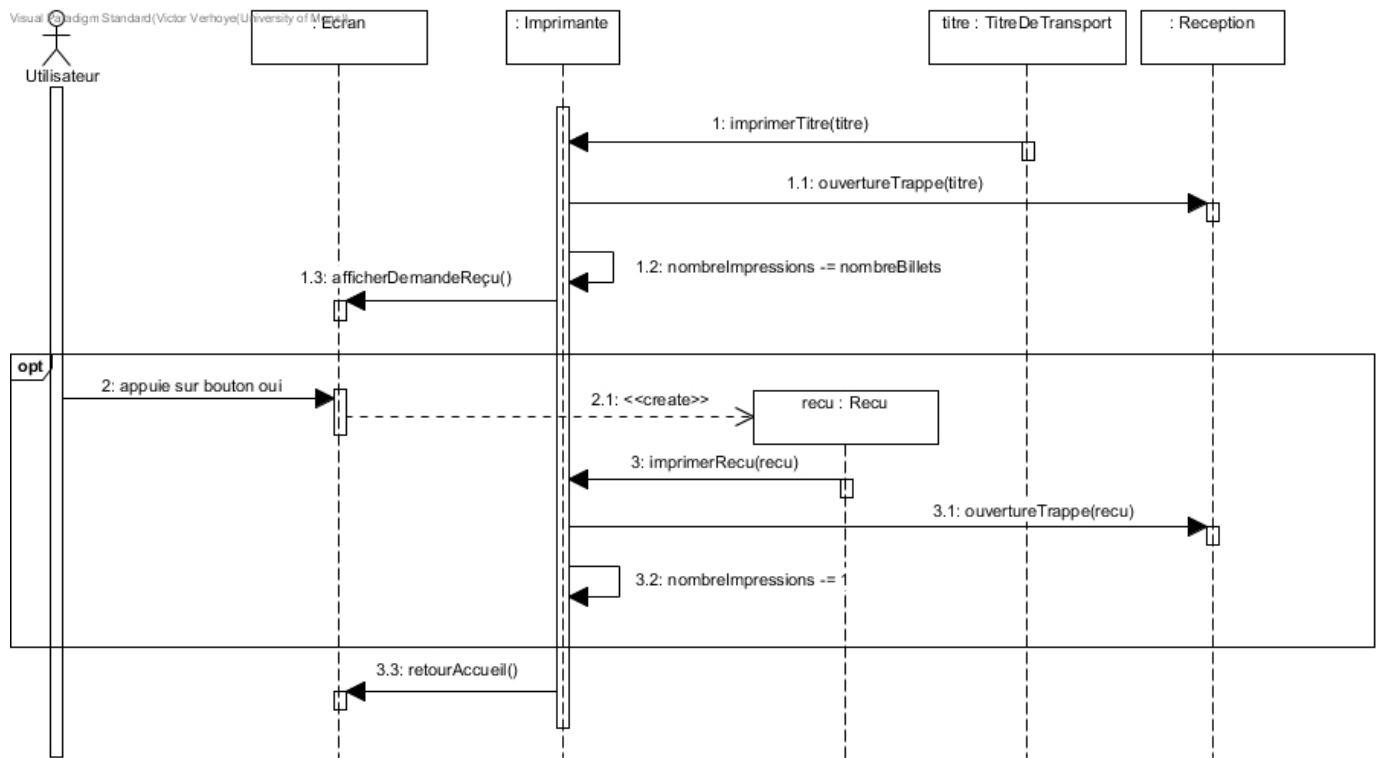 Visual Paradigm Standard(Victor Verhoye(University of Mons))
: Ecran
: Imprimante
titre : TitreDeTransport
: Reception
Utilisateur
1: imprimerTitre(titre)
1.1: ouvertureTrappe(titre)
1.2: nombreImpressions -= nombreBillets
1.3: afficherDemandeReçu()
opt
2: appuie sur bouton oui
2.1: <<create>>
recu : Recu
3: imprimerRecu(recu)
3.1: ouvertureTrappe(recu)
3.2: nombreImpressions -= 1
3.3: retourAccueil()